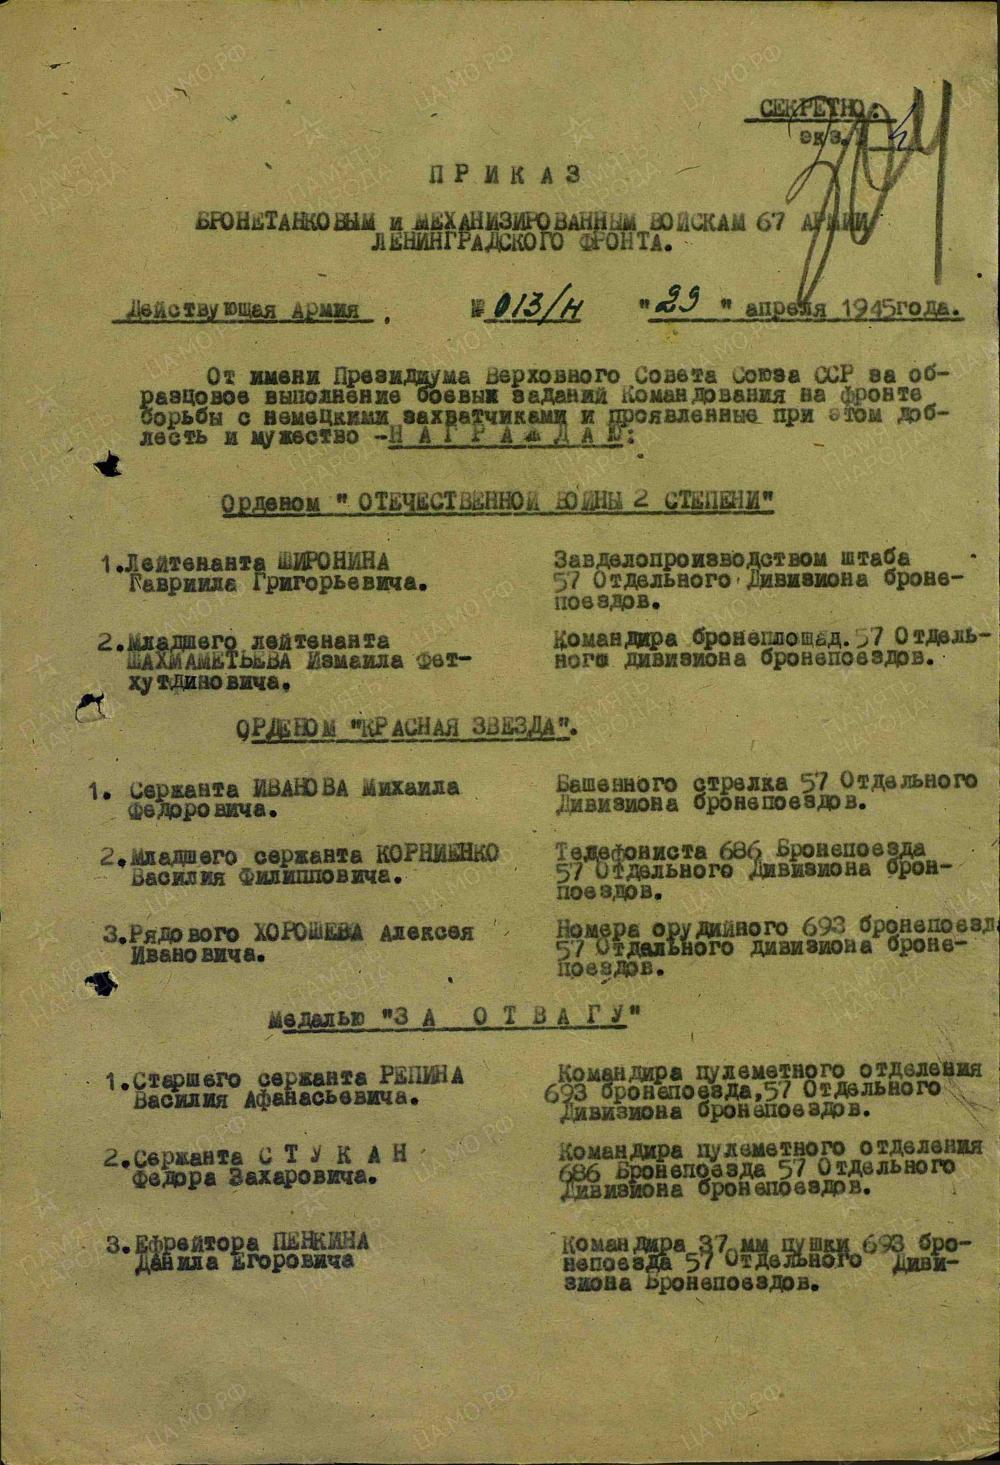 СЕКРЕТНО:
экз.
ПРИКАЗ
БРОНЕТАНКОВЫМ и МЕХАНИЗИРОВАННЫМ ВОЙСКАМ 67 АРМИИ
ЛЕНИНГРАДСКОГО ФРОНТА.
Действующая Армия . № 013/н "29" апреля 1945года.
От имени Президиума Верховного Совета Союза ССР за об-
разцовое выполнение боевых заданий Командования на фронте
борьбы с немецкими захватчиками и проявленные при этом доб-
лесть и мужество -НАГРАЖДАЮ:
Орденом " ОТЕЧЕСТВЕННОЙ ВОЙНЫ 2 СТЕПЕНИ"
1. Лейтенанта ШИРОНИНА Завделопроизводством штаба
Гавриила Григорьевича. 57 Отдельного Дивизиона броне-
поездов.
2. Младшего лейтенанта Командира бронеплощад. 57 Отдель-
ШАХМАМЕТЬЕВА Измаила Фет- ного дивизиона бронепоездов.
хутдиновича.
ОРДЕНОМ "КРАСНАЯ ЗВЕЗДА".
1. Сержанта ИВАНОВА Михаила Башенного стрелка 57 Отдельного
Федоровича. Дивизиона бронепоездов.
2. Младшего сержанта КОРНИЕНКО Телефониста 686 Бронепоезда
Василия Филипповича. 57 Отдельного Дивизиона брон-
поездов.
3. Рядового ХОРОШЕВА Алексея Номера орудийного 693 бронепоезд
Ивановича. 57 Отдельного дивизиона броне-
поездов.
Медалью "ЗА ОТВАГУ"
1. Старшего сержанта РЕПИНА Командира пулеметного отделения
Василия Афанасьевича. 693 бронепоезда, 57 Отдельного
Дивизиона бронепоездов.
2. Сержанта СТУКАН Командира пулеметного отделения
Федора Захаровича. 686 Бронепоезда 57 Отдельного
Дивизиона бронепоездов.
3. Ефрейтора ПЕНКИНА Командира 37 мм пушки 693 бро-
Данила Егоровича непоезда 57 Отдельного Диви-
зиона Бронепоездов.